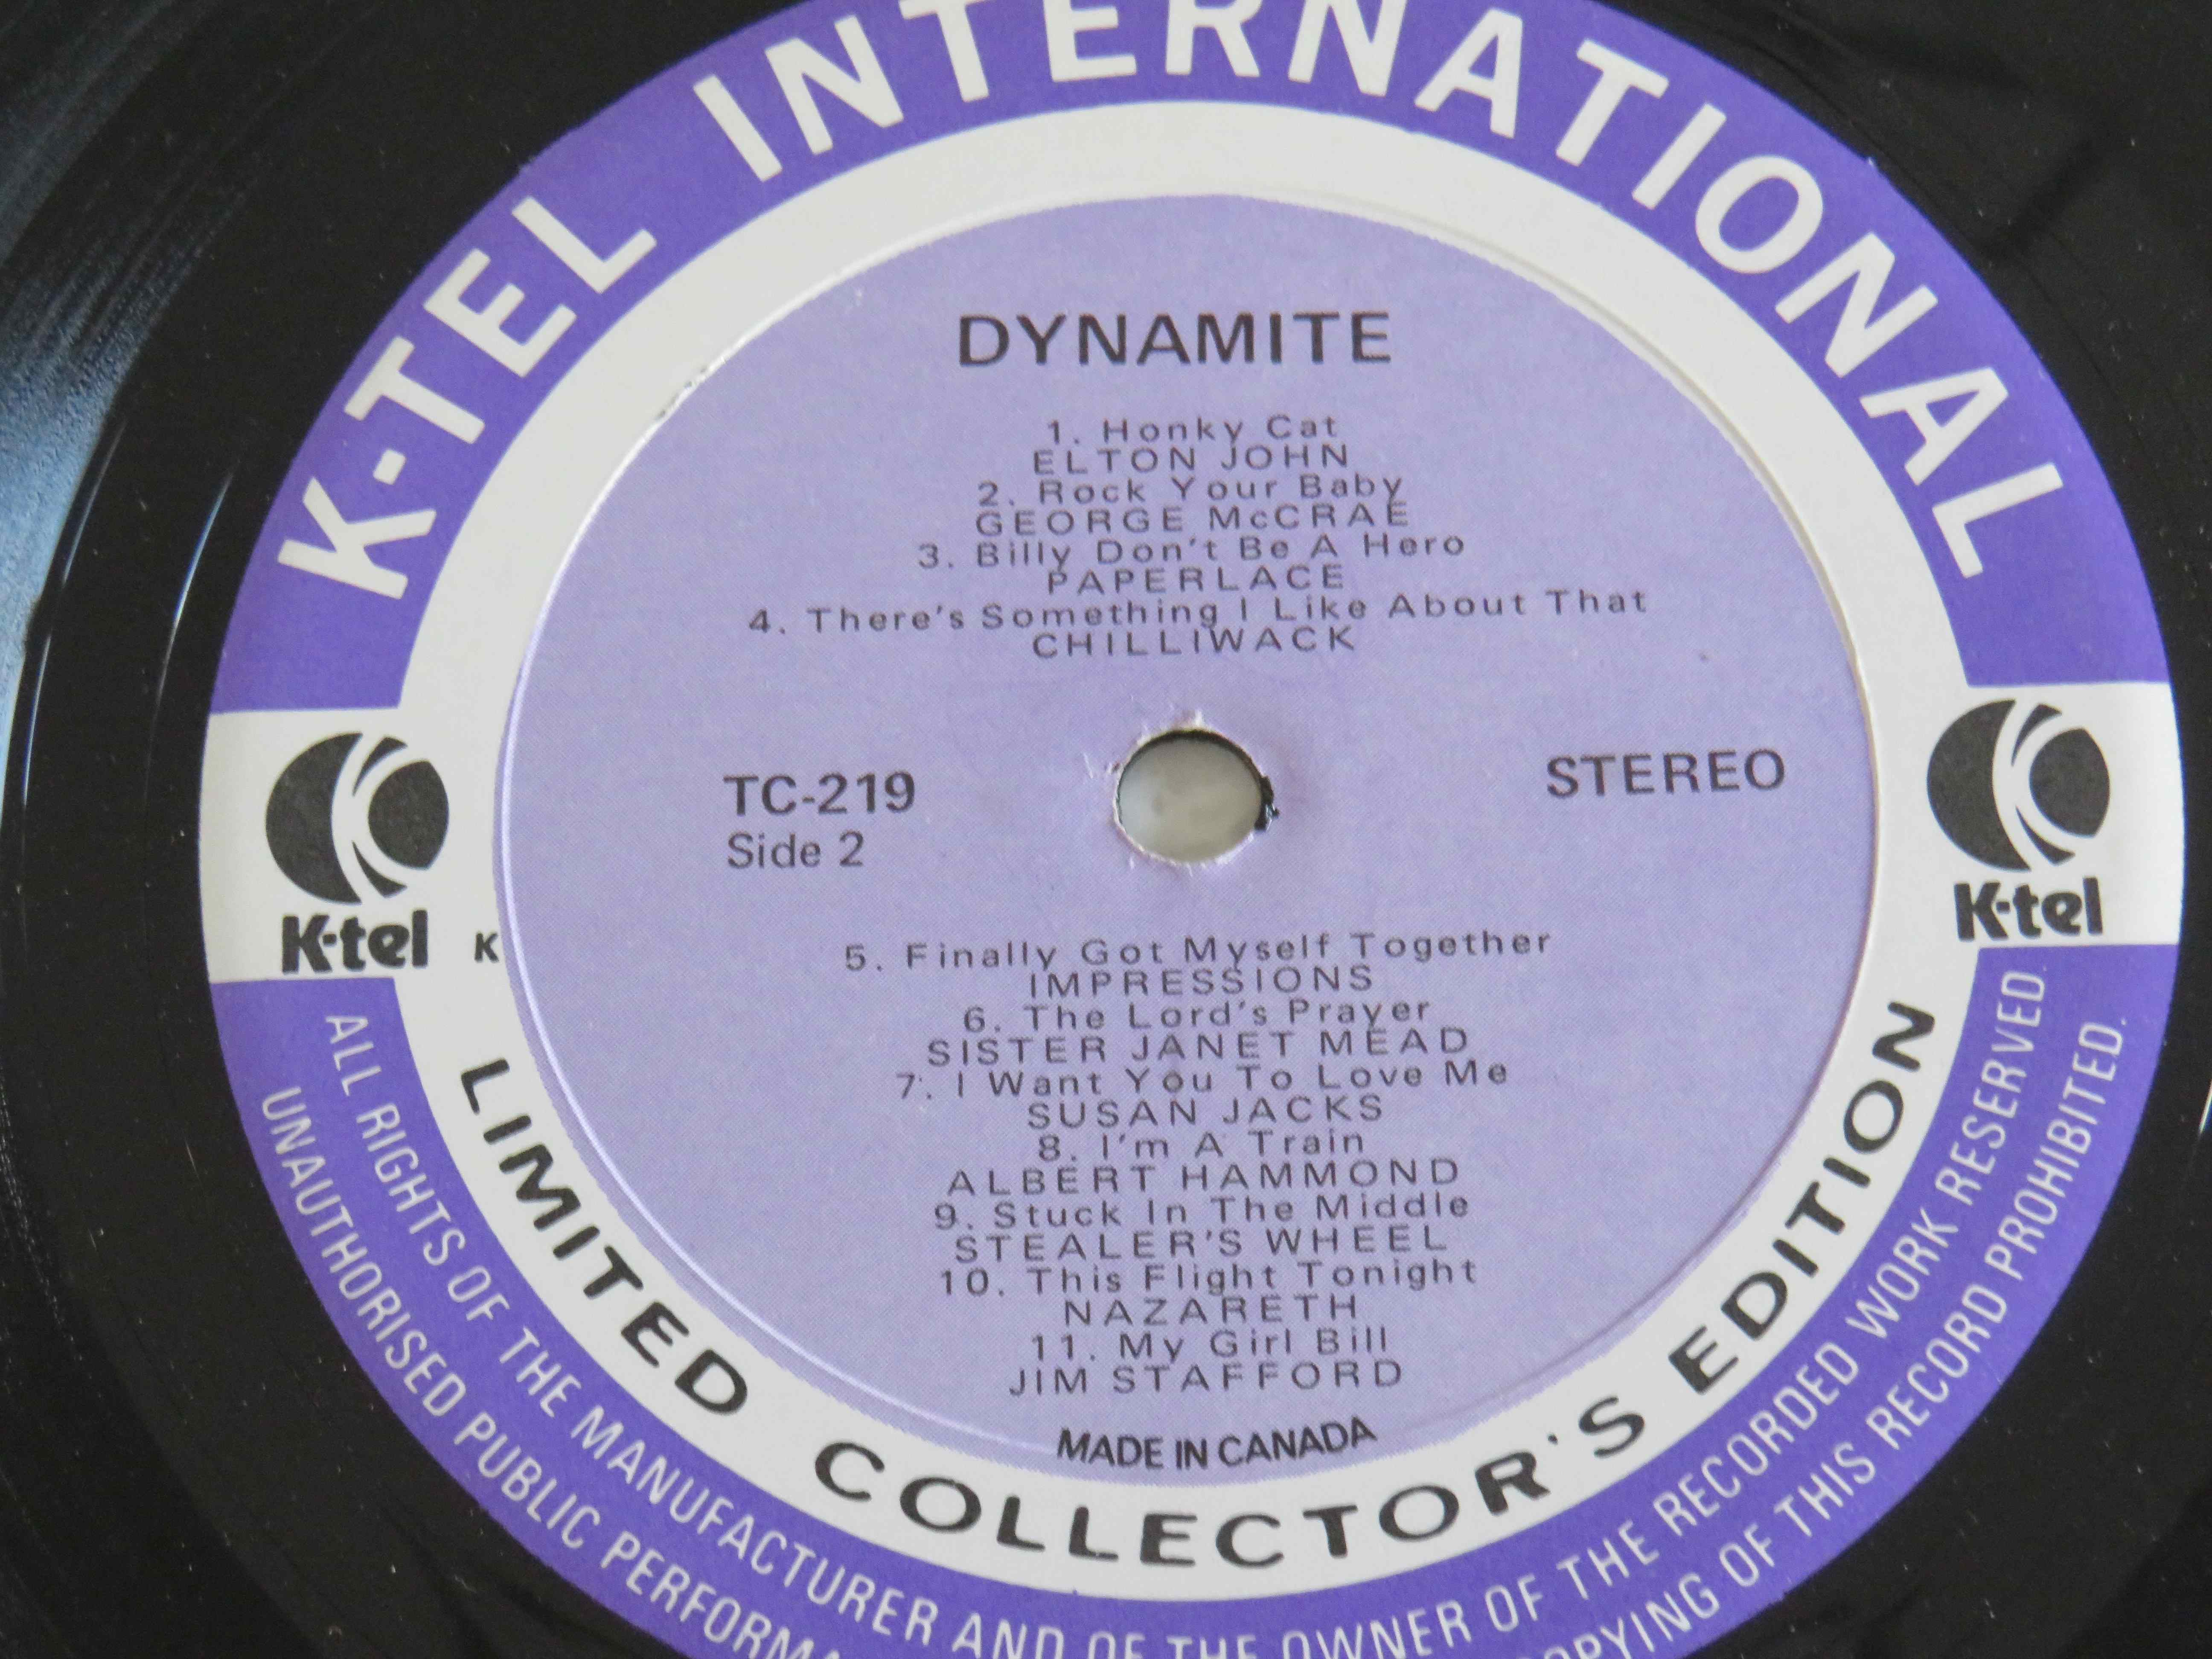 K-TEL INTERNATIONAL
DYNAMITE
1. Honky Cat
ELTON JOHN
2. Rock Your Baby
GEORGE McCRAE
3. Billy Don't Be A Hero
PAPERLACE
4. There's Something I Like About That
CHILLIWACK
TC-219
Side 2
STEREO
K-tel
K
K-tel
5. Finally Got Myself Together
IMPRESSIONS
6. The Lord's Prayer
SISTER JANET MEAD
7. I Want You To Love Me
SUSAN JACKS
8. I'm A Train
ALBERT HAMMOND
9. Stuck In The Middle
STEALER'S WHEEL
10. This Flight Tonight
NAZARETH
11. My Girl Bill
JIM STAFFORD
MADE IN CANADA
LIMITED COLLECTOR'S EDITION
ALL RIGHTS OF THE MANUFACTURER AND OF THE OWNER OF THE RECORDED WORK RESERVED
UNAUTHORISED PUBLIC OF THIS RECORD PROHIBITED.